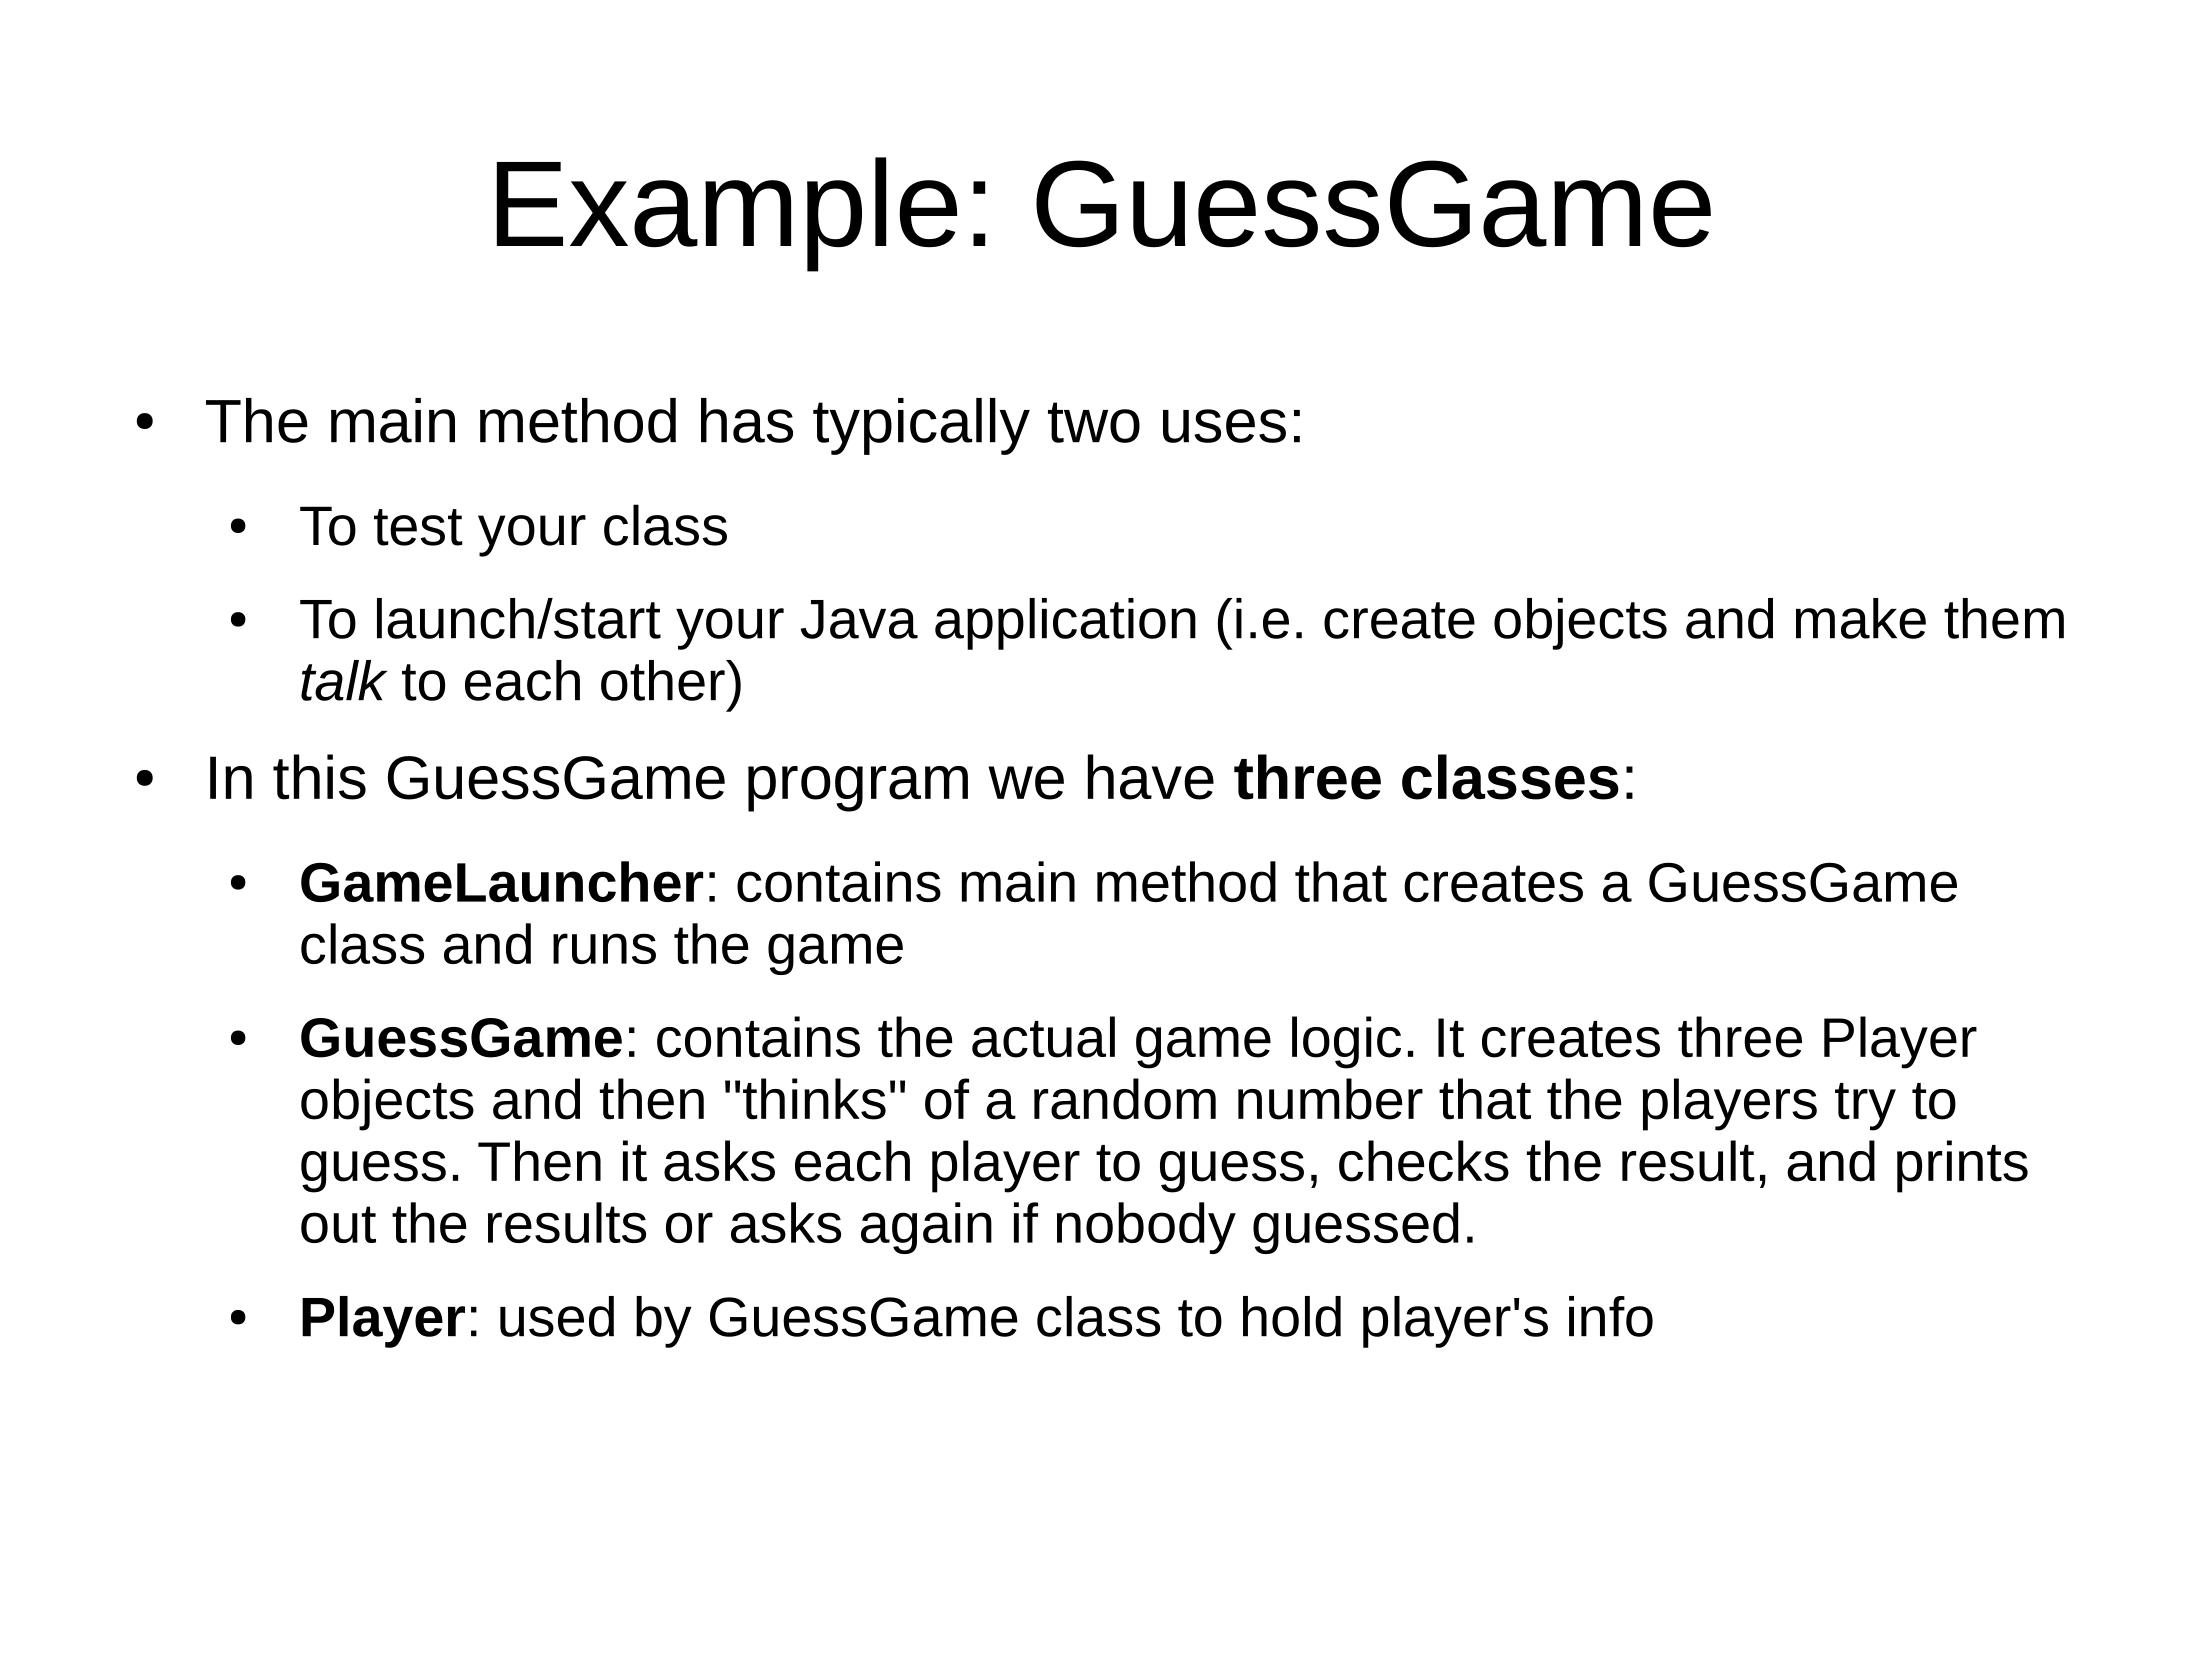 Example: GuessGame
• The main method has typically two uses:
• To test your class
• To launch/start your Java application (i.e. create objects and make them
talk to each other)
• In this GuessGame program we have three classes:
• GameLauncher: contains main method that creates a GuessGame
class and runs the game
• GuessGame: contains the actual game logic. It creates three Player
objects and then "thinks" of a random number that the players try to
guess. Then it asks each player to guess, checks the result, and prints
out the results or asks again if nobody guessed.
• Player: used by GuessGame class to hold player's info